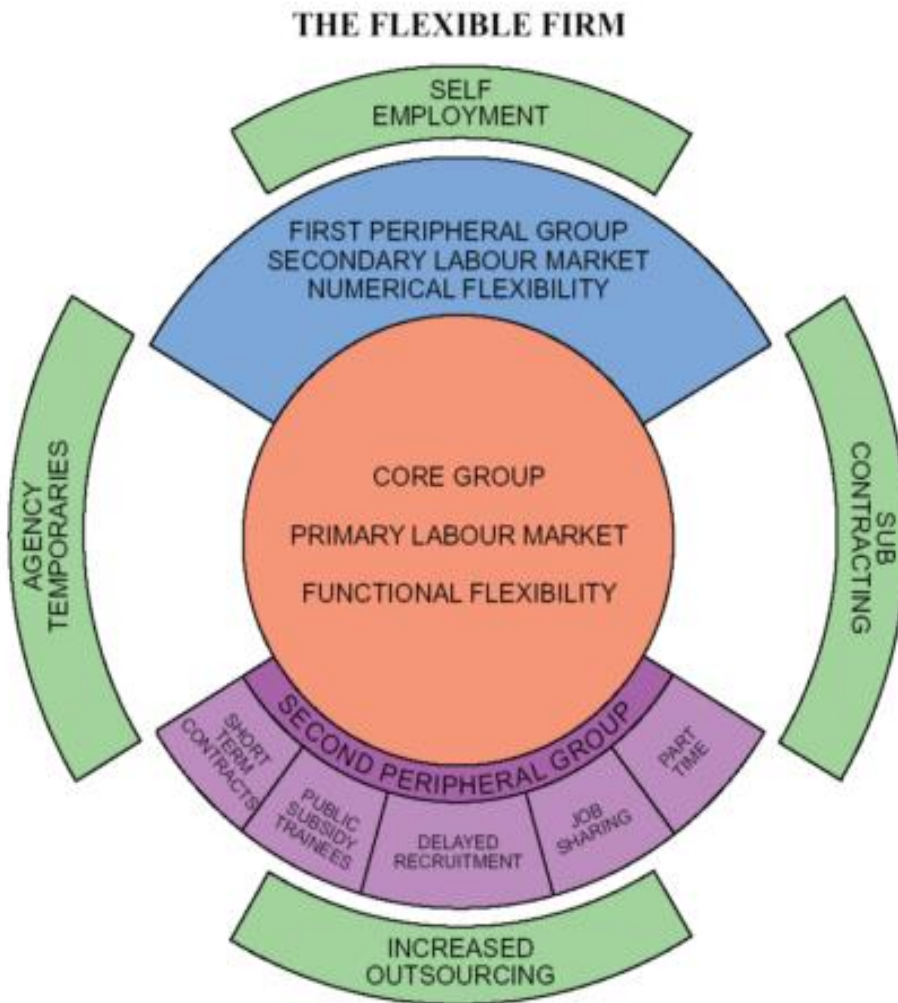 THE FLEXIBLE FIRM
SELF
EMPLOYMENT
FIRST PERIPHERAL GROUP
SECONDARY LABOUR MARKET
NUMERICAL FLEXIBILITY
AGENCY
TEMPORARIES
CORE GROUP
PRIMARY LABOUR MARKET
FUNCTIONAL FLEXIBILITY
SUB
CONTRACTING
SECOND PERIPHERAL GROUP
SHORT
TERM
CONTRACTS
PUBLIC
SUBSIDY
TRAINEES
DELAYED
RECRUITMENT
JOB
SHARING
PART
TIME
INCREASED
OUTSOURCING